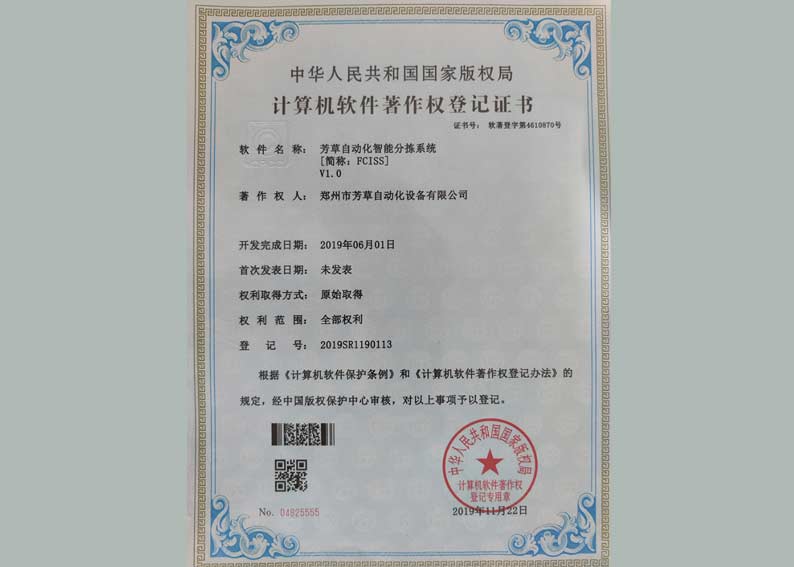 中华人民共和国国家版权局
计算机软件著作权登记证书
证书号: 软著登字第4610870号
软件名称: 芳草自动化智能分拣系统
[简称: FCISS]
V1.0
著作权人: 郑州市芳草自动化设备有限公司
开发完成日期: 2019年06月01日
首次发表日期: 未发表
权利取得方式: 原始取得
权利范围: 全部权利
登记号: 2019SR1190113
根据《计算机软件保护条例》和《计算机软件著作权登记办法》的
规定，经中国版权保护中心审核，对以上事项予以登记。
中华人民共和国国家版权局
计算机软件著作权
登记专用章
No. 04825555
2019年11月22日